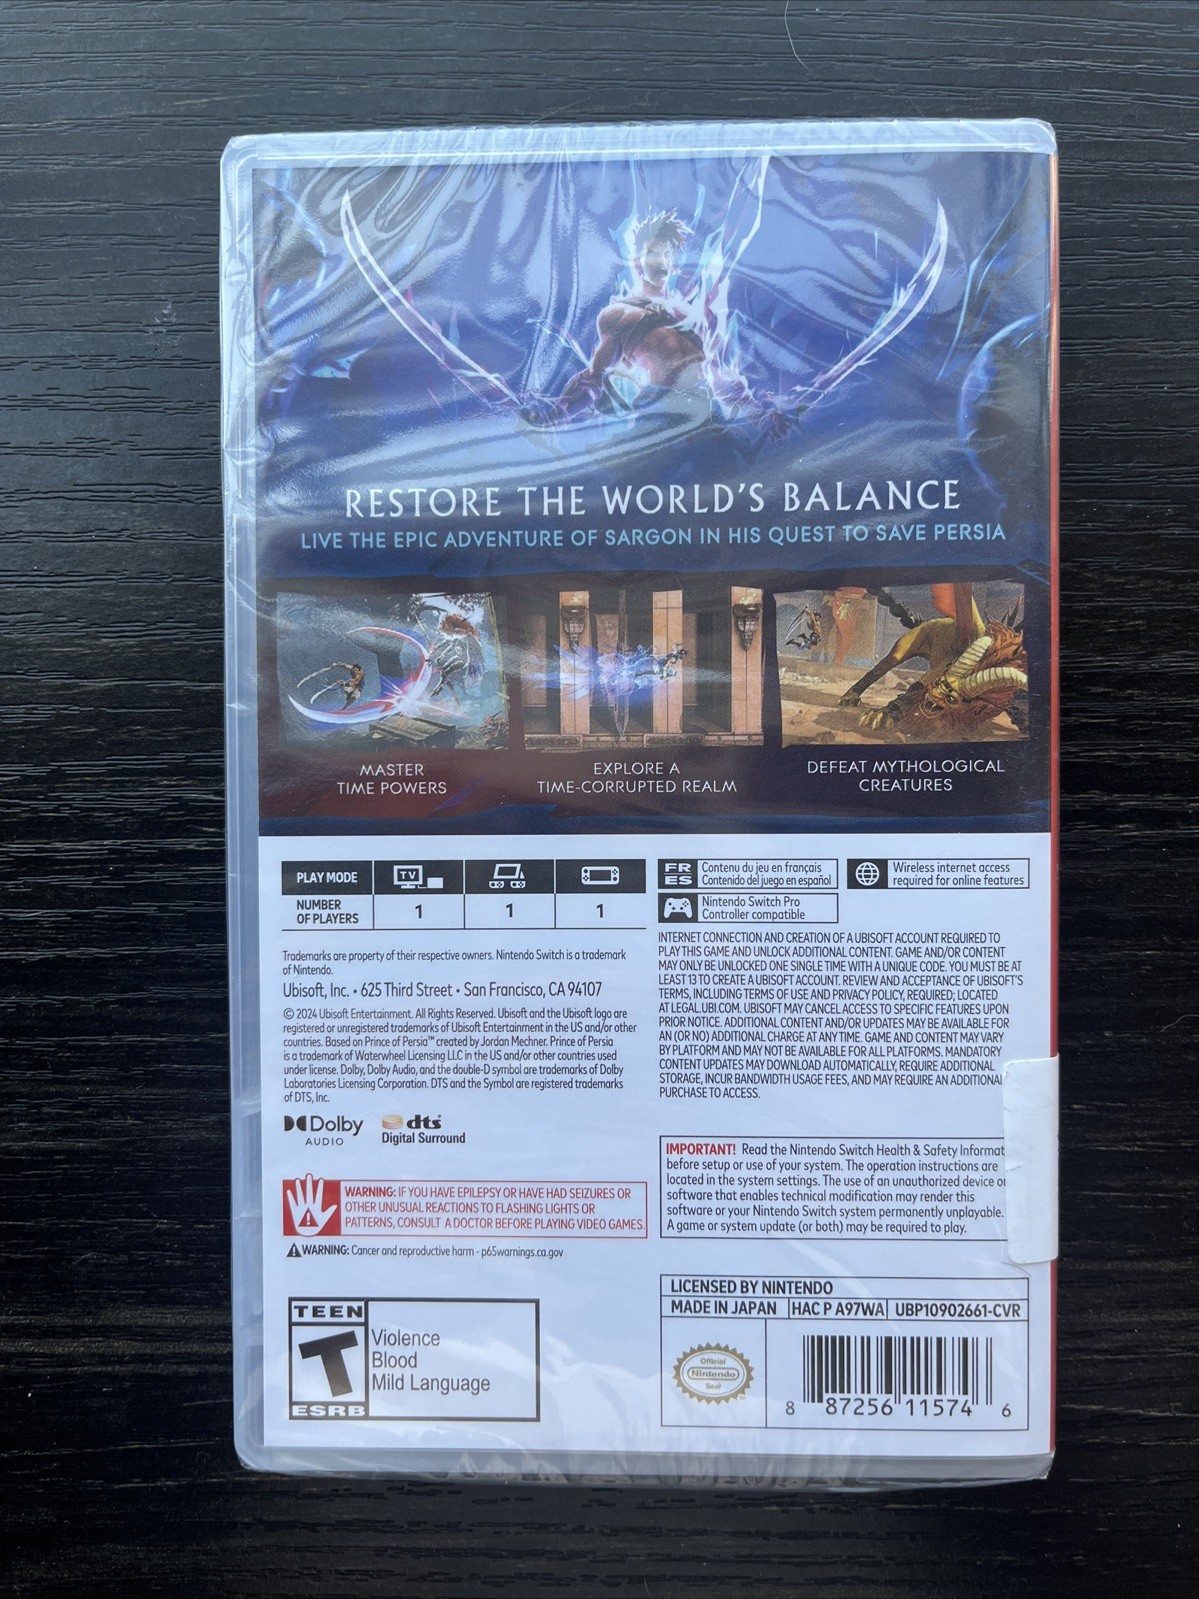 RESTORE THE WORLD'S BALANCE
LIVE THE EPIC ADVENTURE OF SARGON IN HIS QUEST TO SAVE PERSIA
MASTER
TIME POWERS
EXPLORE A
TIME-CORRUPTED REALM
DEFEAT MYTHOLOGICAL
CREATURES
PLAY MODE
TV
NUMBER
OF PLAYERS
1
1
1
FR
ES
Contenu du jeu en français
Contenido del juego en español
Wireless internet access
required for online features
Nintendo Switch Pro
Controller compatible
Trademarks are property of their respective owners. Nintendo Switch is a trademark
of Nintendo.
Ubisoft, Inc. • 625 Third Street • San Francisco, CA 94107
© 2024 Ubisoft Entertainment. All Rights Reserved. Ubisoft and the Ubisoft logo are
registered or unregistered trademarks of Ubisoft Entertainment in the US and/or other
countries. Based on Prince of Persia™ created by Jordan Mechner. Prince of Persia
is a trademark of Waterwheel Licensing LLC in the US and/or other countries used
under license. Dolby, Dolby Audio, and the double-D symbol are trademarks of Dolby
Laboratories Licensing Corporation. DTS and the Symbol are registered trademarks
of DTS, Inc.
Dolby
AUDIO
dts
Digital Surround
INTERNET CONNECTION AND CREATION OF A UBISOFT ACCOUNT REQUIRED TO
PLAY THIS GAME AND UNLOCK ADDITIONAL CONTENT. GAME AND/OR CONTENT
MAY ONLY BE UNLOCKED ONE SINGLE TIME WITH A UNIQUE CODE. YOU MUST BE AT
LEAST 13 TO CREATE A UBISOFT ACCOUNT. REVIEW AND ACCEPTANCE OF UBISOFT'S
TERMS, INCLUDING TERMS OF USE AND PRIVACY POLICY, REQUIRED; LOCATED
AT LEGAL.UBI.COM. UBISOFT MAY CANCEL ACCESS TO SPECIFIC FEATURES UPON
PRIOR NOTICE. ADDITIONAL CONTENT AND/OR UPDATES MAY BE AVAILABLE FOR
AN (OR NO) ADDITIONAL CHARGE AT ANY TIME. GAME AND CONTENT MAY VARY
BY PLATFORM AND MAY NOT BE AVAILABLE FOR ALL PLATFORMS. MANDATORY
CONTENT UPDATES MAY DOWNLOAD AUTOMATICALLY, REQUIRE ADDITIONAL
STORAGE, INCUR BANDWIDTH USAGE FEES, AND MAY REQUIRE AN ADDITIONAL
PURCHASE TO ACCESS.
WARNING: IF YOU HAVE EPILEPSY OR HAVE HAD SEIZURES OR
OTHER UNUSUAL REACTIONS TO FLASHING LIGHTS OR
PATTERNS, CONSULT A DOCTOR BEFORE PLAYING VIDEO GAMES.
WARNING: Cancer and reproductive harm - p65warnings.ca.gov
IMPORTANT! Read the Nintendo Switch Health & Safety Informat
before setup or use of your system. The operation instructions are
located in the system settings. The use of an unauthorized device or
software that enables technical modification may render this
software or your Nintendo Switch system permanently unplayable.
A game or system update (or both) may be required to play.
TEEN
T
ESRB
Violence
Blood
Mild Language
LICENSED BY NINTENDO
MADE IN JAPAN HAC P A97WA UBP10902661-CVR
Official
Nintendo
Seal
8 87256 11574 6